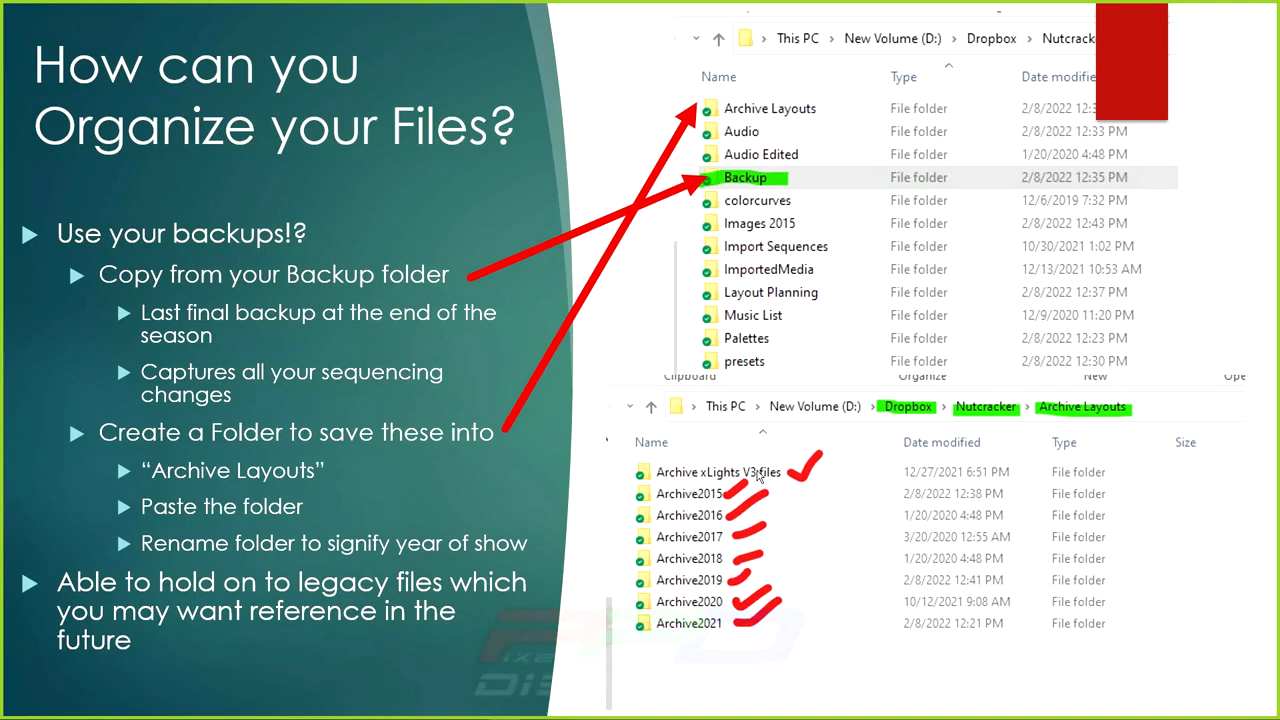 How can you
Organize your Files?
Use your backups!?
Copy from your Backup folder
Last final backup at the end of the
season
Captures all your sequencing
changes
Create a Folder to save these into
“Archive Layouts”
Paste the folder
Rename folder to signify year of show
Able to hold on to legacy files which
you may want reference in the
future
This PC New Volume (D:) Dropbox
Name Type
Archive Layouts File folder 2/8/2022
Audio File folder 2/8/2022 12:33 PM
Audio Edited File folder 1/20/2020 4:48 PM
Backup File folder 2/8/2022 12:35 PM
colorcurves File folder 12/6/2019 7:32 PM
Images 2015 File folder 2/8/2022 12:43 PM
Import Sequences File folder 10/30/2021 1:02 PM
ImportedMedia File folder 12/13/2021 10:53 AM
Layout Planning File folder 2/8/2022 12:37 PM
Music List File folder 12/9/2020 11:20 PM
Palettes File folder 2/8/2022 12:23 PM
presets File folder 2/8/2022 12:30 PM
Clipboard Organize New
This PC New Volume (D:) Dropbox Nutcracker Archive Layouts
Name Date modified Type Size
Archive xLights V3 files 12/27/2021 6:51 PM File folder
Archive2015 2/8/2022 12:38 PM File folder
Archive2016 1/20/2020 4:48 PM File folder
Archive2017 3/20/2020 12:55 AM File folder
Archive2018 1/20/2020 4:48 PM File folder
Archive2019 2/8/2022 12:41 PM File folder
Archive2020 10/12/2021 9:08 AM File folder
Archive2021 2/8/2022 12:21 PM File folder